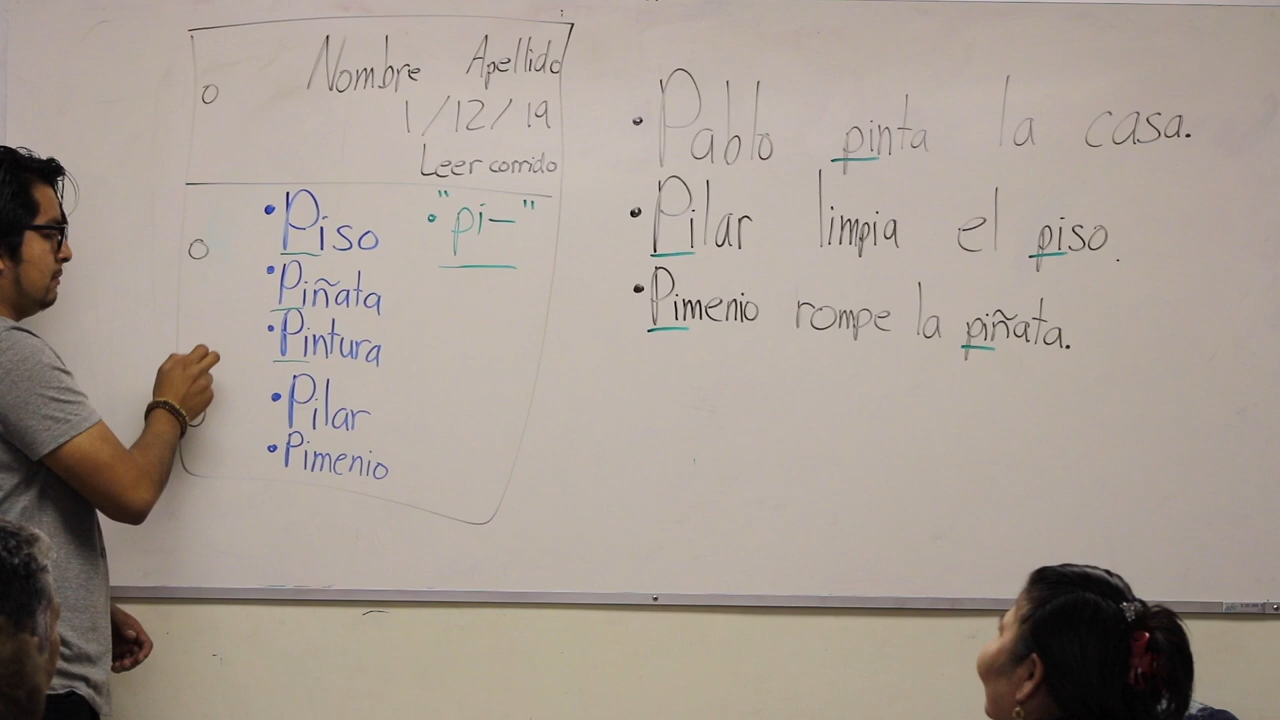 Nombre Apellido
1/12/19
Leer corrido
• Piso
• "pi–"
• Piñata
• Pintura
• Pilar
• Pimenio
• Pablo pinta la casa.
• Pilar limpia el piso.
• Pimenio rompe la piñata.